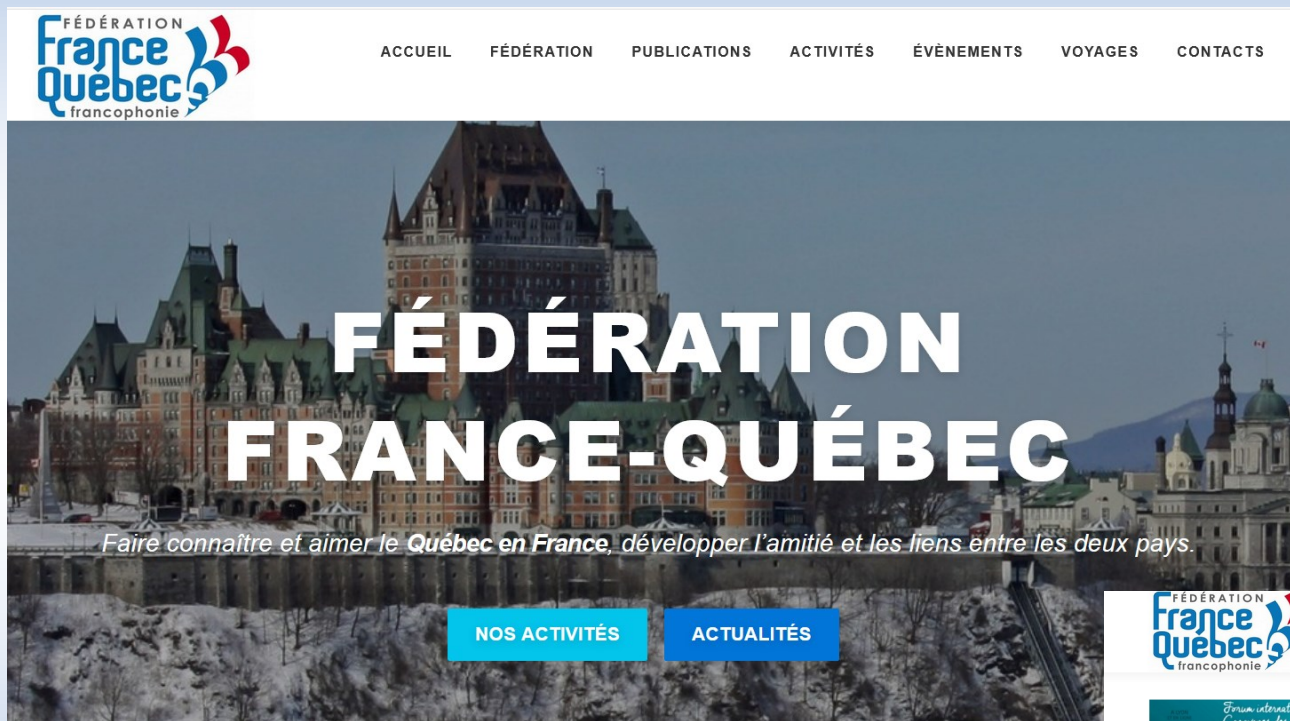 FÉDÉRATION
France
Québec
francophonie
ACCUEIL FÉDÉRATION PUBLICATIONS ACTIVITÉS ÉVÈNEMENTS VOYAGES CONTACTS
FÉDÉRATION
FRANCE-QUÉBEC
Faire connaître et aimer le Québec en France, développer l’amitié et les liens entre les deux pays.
NOS ACTIVITÉS ACTUALITÉS
FÉDÉRATION
France
Québec
francophonie
Forum